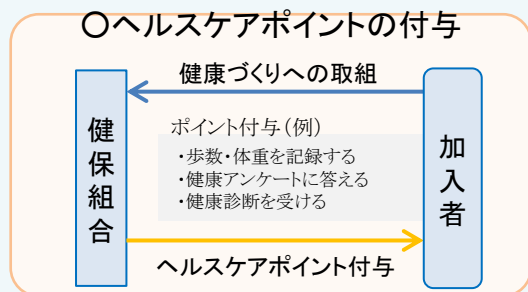 ○ヘルスケアポイントの付与
健康づくりへの取組
健保組合
ポイント付与(例)
・歩数・体重を記録する
・健康アンケートに答える
・健康診断を受ける
加入者
ヘルスケアポイント付与